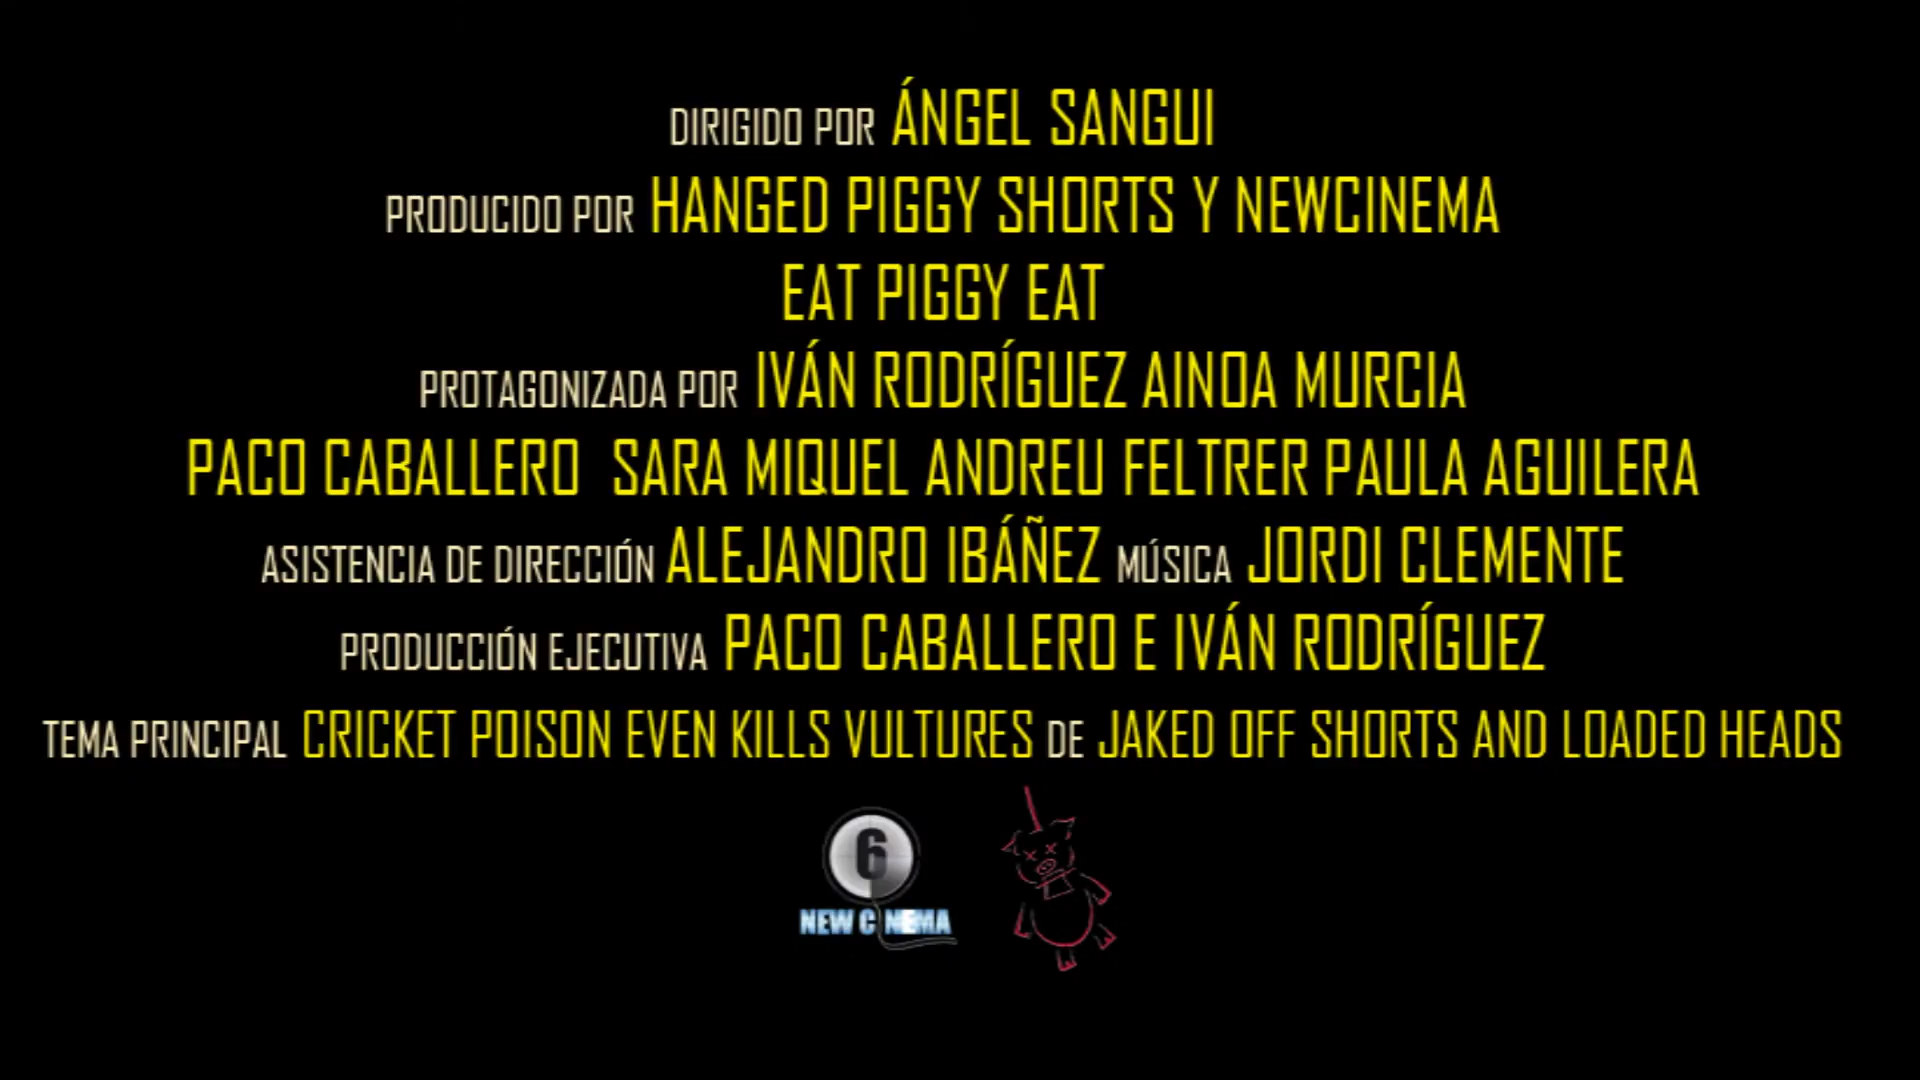 DIRIGIDO POR ÁNGEL SANGUI
PRODUCIDO POR HANGED PIGGY SHORTS Y NEWCINEMA
EAT PIGGY EAT
PROTAGONIZADA POR IVÁN RODRÍGUEZ AINOA MURCIA
PACO CABALLERO SARA MIQUEL ANDREU FELTRER PAULA AGUILERA
ASISTENCIA DE DIRECCIÓN ALEJANDRO IBÁÑEZ MÚSICA JORDI CLEMENTE
PRODUCCIÓN EJECUTIVA PACO CABALLERO E IVÁN RODRÍGUEZ
TEMA PRINCIPAL CRICKET POISON EVEN KILLS VULTURES DE JAKED OFF SHORTS AND LOADED HEADS
6
NEW CINEMA